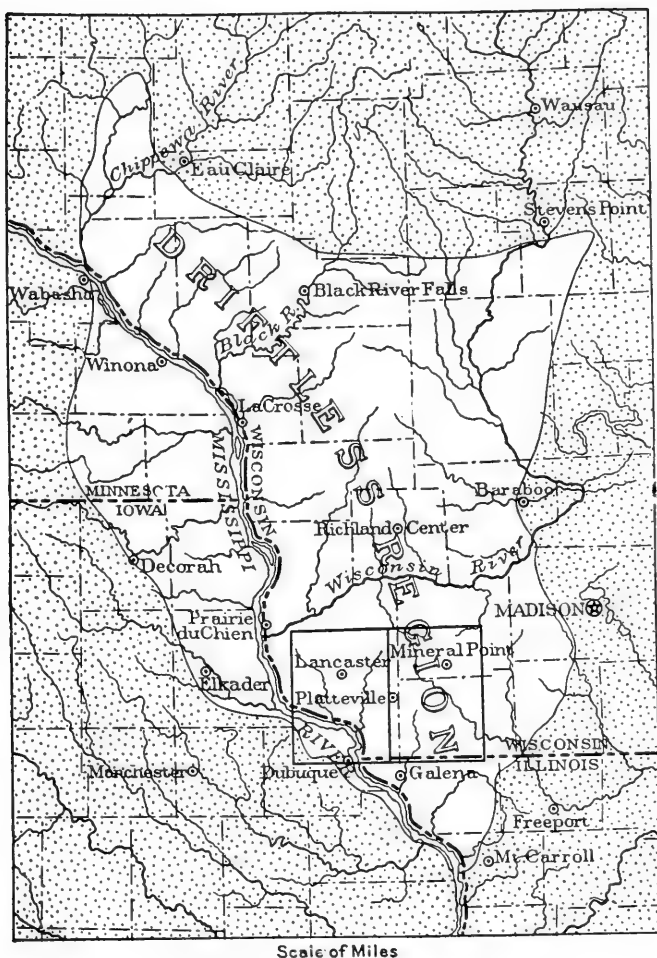 Wausau
Chippewa River
Eau Claire
Stevens Point
DRIFTLESS REGION
Wabasha
Black River Falls
Black R.
Winona
La Crosse
WISCONSIN
MISSISSIPPI
MINNESOTA
IOWA
Baraboo
Richland Center
Decorah
Wisconsin River
MADISON
Prairie
du Chien
Mineral Point
Lancaster
Elkader
Platteville
RIVER
WISCONSIN
ILLINOIS
Manchester
Dubuque
Galena
Freeport
Mt. Carroll
Scale of Miles